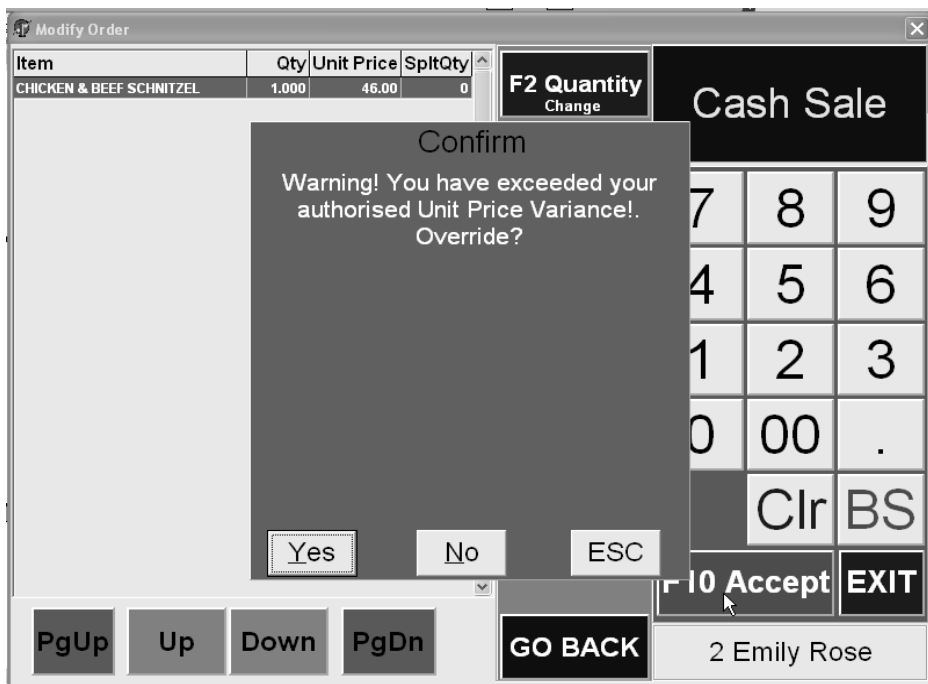 Modify Order
Item Qty Unit Price SpltQty
CHICKEN & BEEF SCHNITZEL 1.000 46.00 0
F2 Quantity
Change
Cash Sale
Confirm
Warning! You have exceeded your
authorised Unit Price Variance!.
Override?
Yes No ESC
7 8 9
4 5 6
1 2 3
0 00 .
Clr BS
F10 Accept EXIT
PgUp Up Down PgDn
GO BACK
2 Emily Rose